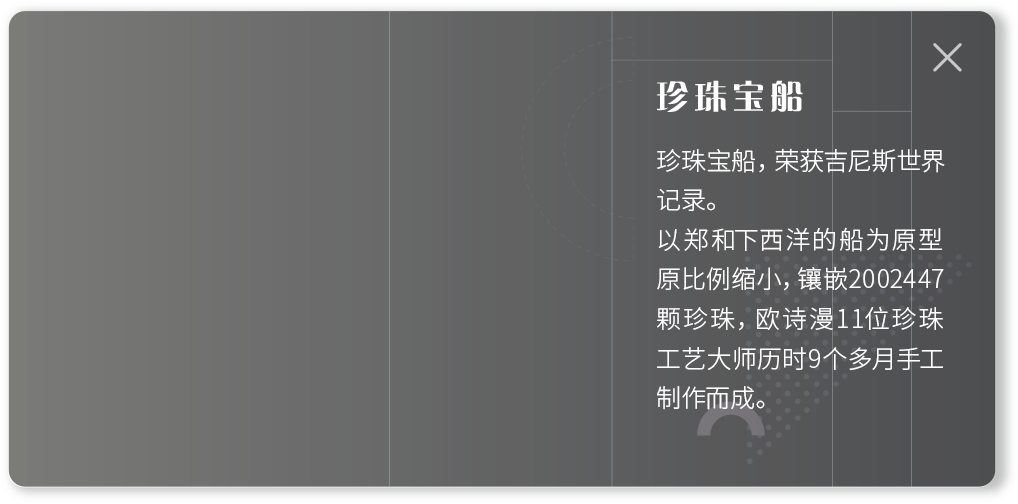 珍珠宝船
珍珠宝船，荣获吉尼斯世界
记录。
以郑和下西洋的船为原型
原比例缩小，镶嵌2002447
颗珍珠，欧诗漫11位珍珠
工艺大师历时9个多月手工
制作而成。